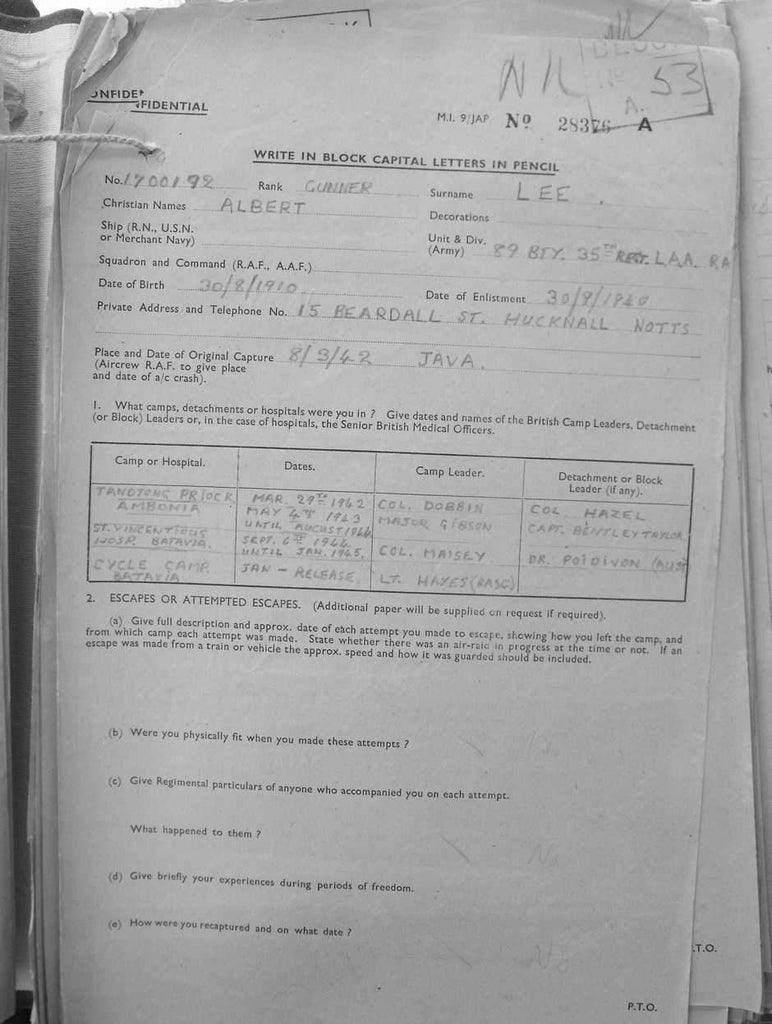 ONFIDE
FIDENTIAL
NIL
53
A.
M.I. 9/JAP No 28376 A
WRITE IN BLOCK CAPITAL LETTERS IN PENCIL
No. 1700192 Rank GUNNER Surname LEE.
Christian Names ALBERT Decorations
Ship (R.N., U.S.N. or Merchant Navy)
Unit & Div. (Army) 89 BTY. 35TH REGT. L.A.A. RA
Squadron and Command (R.A.F., A.A.F.)
Date of Birth 30/8/1910 Date of Enlistment 30/9/1940
Private Address and Telephone No. 15 BEARDALL ST. HUCKNALL NOTTS
Place and Date of Original Capture 8/3/42 JAVA.
(Aircrew R.A.F. to give place
and date of a/c crash).
1. What camps, detachments or hospitals were you in ? Give dates and names of the British Camp Leaders, Detachment
(or Block) Leaders or, in the case of hospitals, the Senior British Medical Officers.
Camp or Hospital. Dates. Camp Leader. Detachment or Block Leader (if any).
TANDJONG PRIOCK MAR. 29TH 1942 COL. DOBBIN COL. HAZEL
AMBONIA MAY 4TH 1943 UNTIL AUGUST 1944 MAJOR GIBSON CAPT. BENTLEY TAYLOR
ST. VINCENTIOUS HOSP. BATAVIA. SEPT. 6TH 1944 UNTIL JAN. 1945. COL. MAISEY DR. POIDIVON (AUS)
CYCLE CAMP BATAVIA JAN - RELEASE LT. HAYES (RASC)
2. ESCAPES OR ATTEMPTED ESCAPES. (Additional paper will be supplied on request if required).
(a) Give full description and approx. date of each attempt you made to escape, showing how you left the camp, and
from which camp each attempt was made. State whether there was an air-raid in progress at the time or not. If an
escape was made from a train or vehicle the approx. speed and how it was guarded should be included.
(b) Were you physically fit when you made these attempts ?
(c) Give Regimental particulars of anyone who accompanied you on each attempt.
What happened to them ?
(d) Give briefly your experiences during periods of freedom.
(e) How were you recaptured and on what date ?
.T.O.
P.T.O.